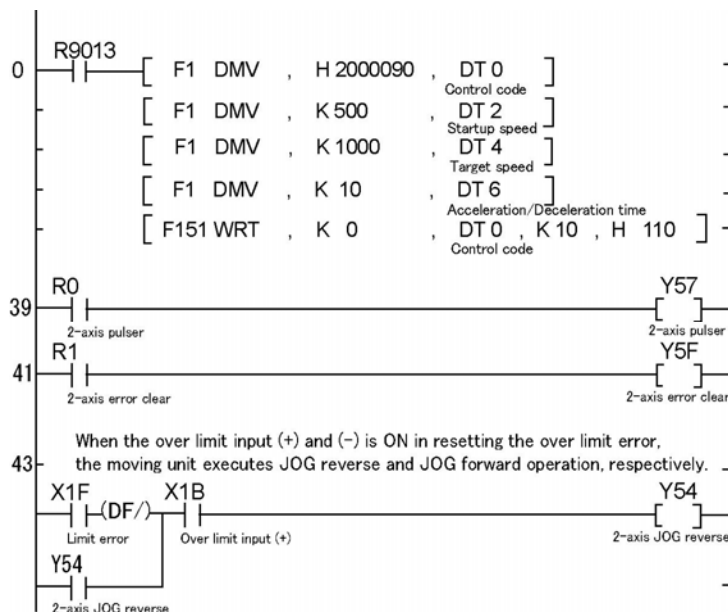 R9013
0 [ F1 DMV , H 2000090 , DT 0 ]
Control code
[ F1 DMV , K 500 , DT 2 ]
Startup speed
[ F1 DMV , K 1000 , DT 4 ]
Target speed
[ F1 DMV , K 10 , DT 6 ]
Acceleration/Deceleration time
[ F151 WRT , K 0 , DT 0 , K 10 , H 110 ]
Control code
R0 Y57
39 [ ]
2-axis pulser 2-axis pulser
R1 Y5F
41 [ ]
2-axis error clear 2-axis error clear
When the over limit input (+) and (-) is ON in resetting the over limit error,
43 the moving unit executes JOG reverse and JOG forward operation, respectively.
X1F X1B Y54
(DF/) [ ]
Limit error Over limit input (+) 2-axis JOG reverse
Y54
2-axis JOG reverse